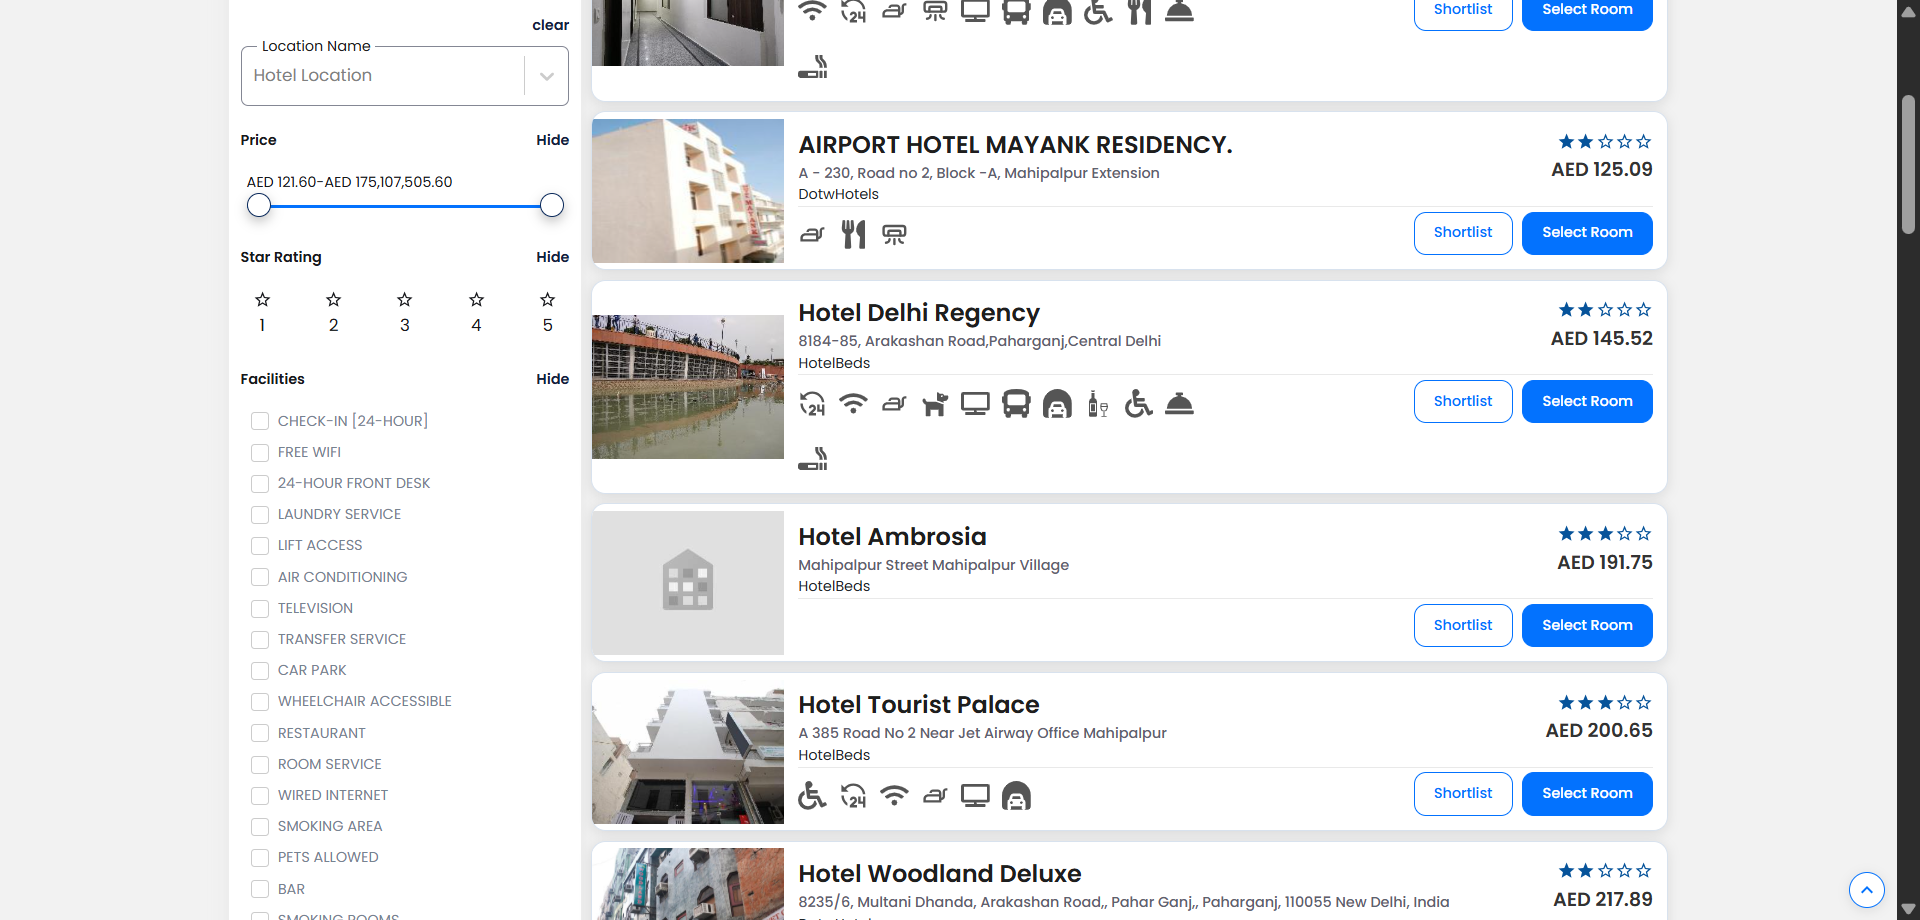 clear
Location Name
Hotel Location
Price
Hide
AED 121.60-AED 175,107,505.60
Star Rating
Hide
1
2
3
4
5
Facilities
Hide
CHECK-IN [24-HOUR]
FREE WIFI
24-HOUR FRONT DESK
LAUNDRY SERVICE
LIFT ACCESS
AIR CONDITIONING
TELEVISION
TRANSFER SERVICE
CAR PARK
WHEELCHAIR ACCESSIBLE
RESTAURANT
ROOM SERVICE
WIRED INTERNET
SMOKING AREA
PETS ALLOWED
BAR
SMOKING ROOMS
24
Shortlist
Select Room
AIRPORT HOTEL MAYANK RESIDENCY.
A - 230, Road no 2, Block -A, Mahipalpur Extension
DotwHotels
AED 125.09
Shortlist
Select Room
Hotel Delhi Regency
8184-85, Arakashan Road,Paharganj,Central Delhi
HotelBeds
AED 145.52
24
Shortlist
Select Room
Hotel Ambrosia
Mahipalpur Street Mahipalpur Village
HotelBeds
AED 191.75
Shortlist
Select Room
Hotel Tourist Palace
A 385 Road No 2 Near Jet Airway Office Mahipalpur
HotelBeds
AED 200.65
24
Shortlist
Select Room
Hotel Woodland Deluxe
8235/6, Multani Dhanda, Arakashan Road,, Pahar Ganj,, Paharganj, 110055 New Delhi, India
AED 217.89